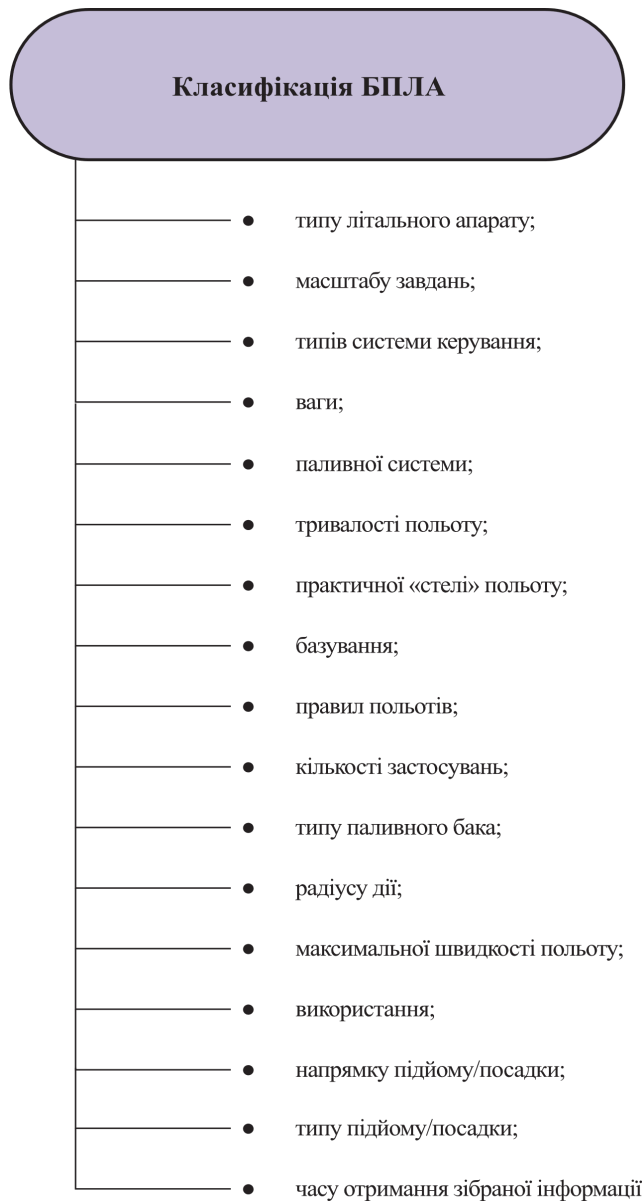 Класифікація БПЛА
типу літального апарату;
масштабу завдань;
типів системи керування;
ваги;
паливної системи;
тривалості польоту;
практичної «стелі» польоту;
базування;
правил польотів;
кількості застосувань;
типу паливного бака;
радіусу дії;
максимальної швидкості польоту;
використання;
напрямку підйому/посадки;
типу підйому/посадки;
часу отримання зібраної інформації